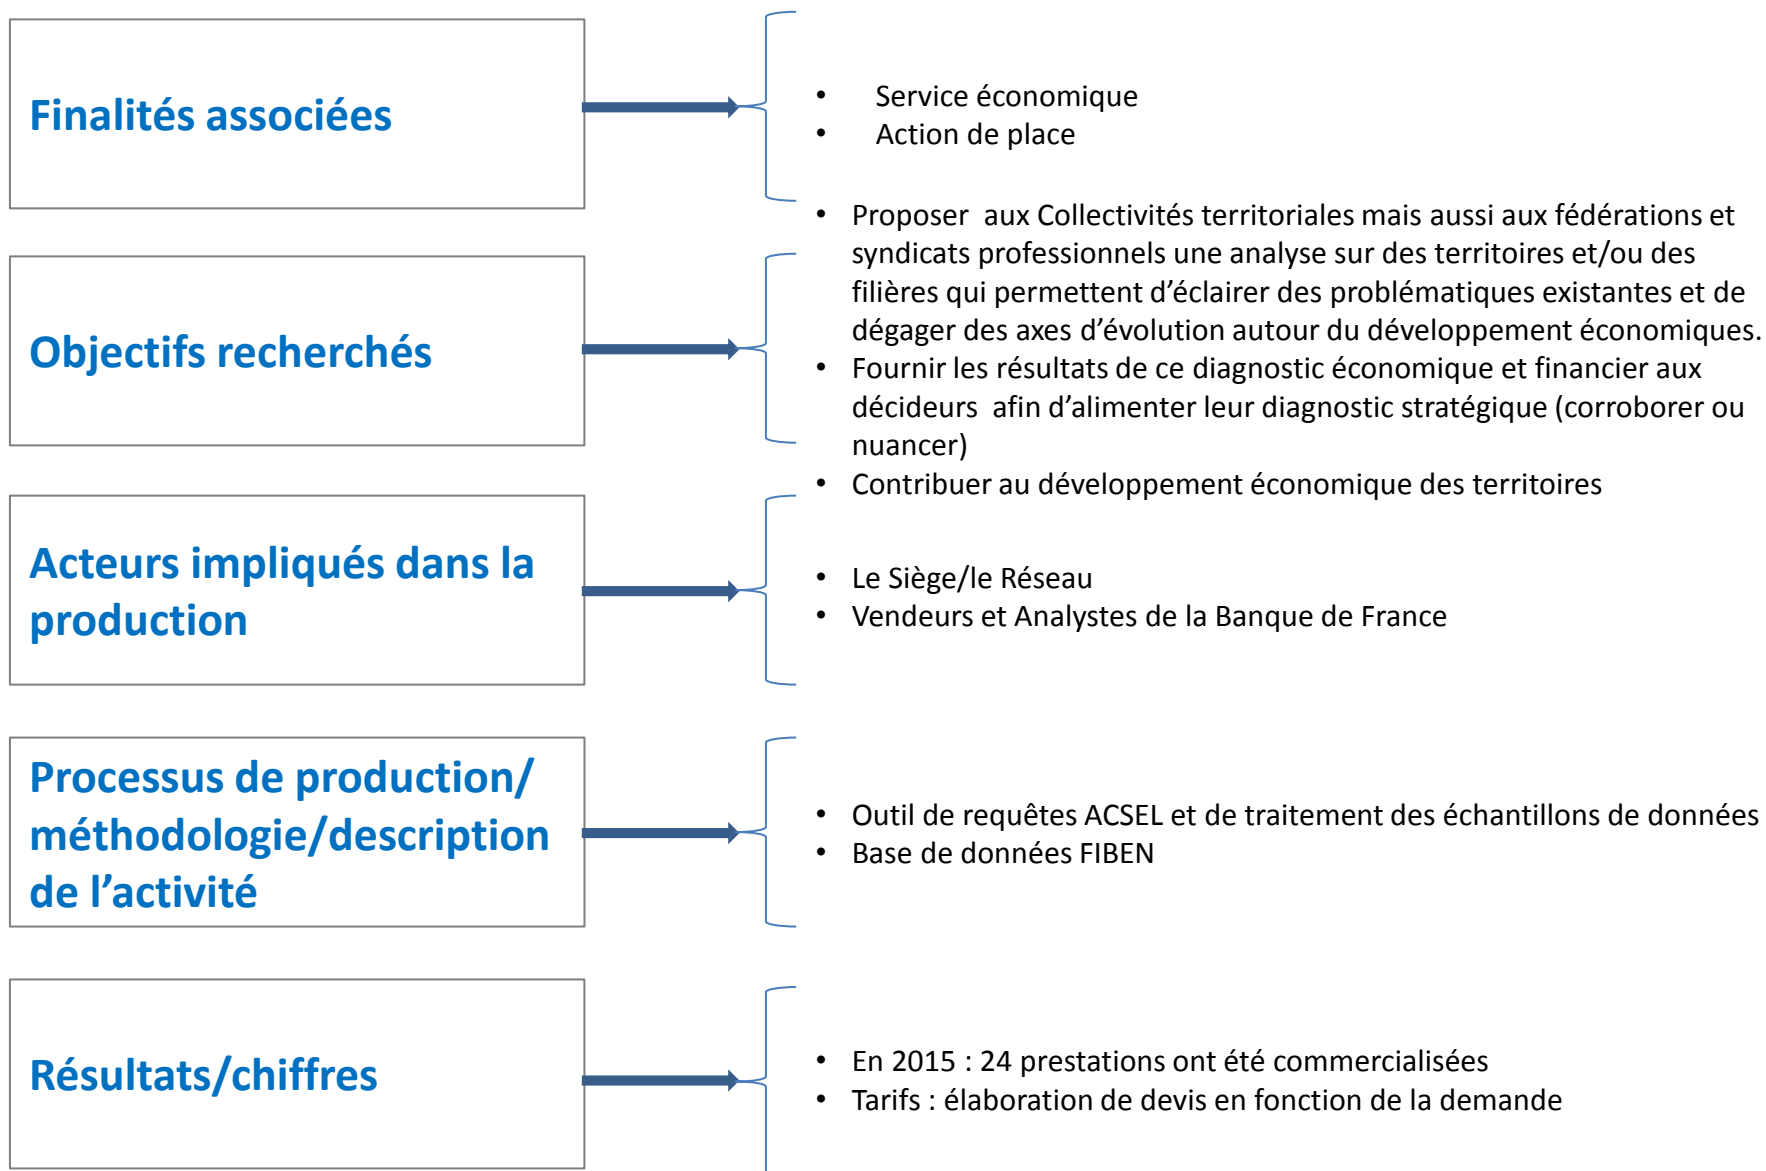 Finalités associées
• Service économique
• Action de place
Objectifs recherchés
• Proposer aux Collectivités territoriales mais aussi aux fédérations et
syndicats professionnels une analyse sur des territoires et/ou des
filières qui permettent d’éclairer des problématiques existantes et de
dégager des axes d’évolution autour du développement économiques.
• Fournir les résultats de ce diagnostic économique et financier aux
décideurs afin d’alimenter leur diagnostic stratégique (corroborer ou
nuancer)
• Contribuer au développement économique des territoires
Acteurs impliqués dans la
production
• Le Siège/le Réseau
• Vendeurs et Analystes de la Banque de France
Processus de production/
méthodologie/description
de l’activité
• Outil de requêtes ACSEL et de traitement des échantillons de données
• Base de données FIBEN
Résultats/chiffres
• En 2015 : 24 prestations ont été commercialisées
• Tarifs : élaboration de devis en fonction de la demande